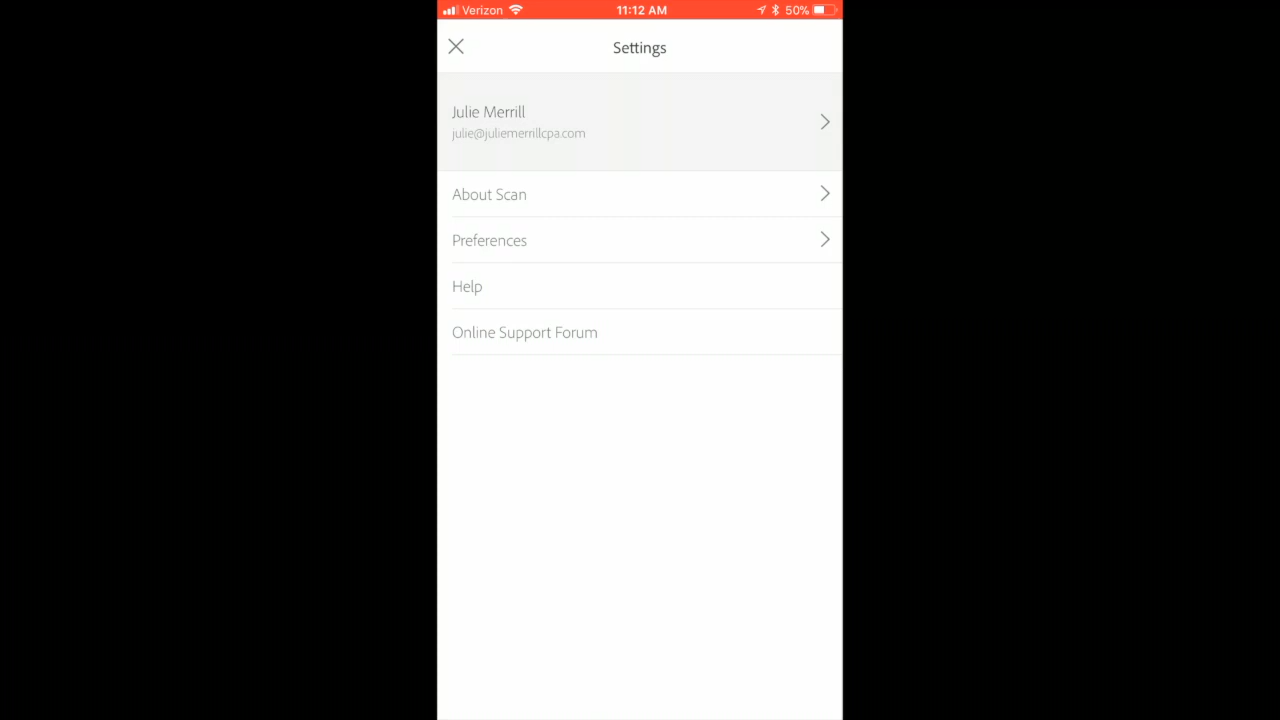 Verizon 11:12 AM 50%
Settings
Julie Merrill
julie@juliemerrillcpa.com
About Scan
Preferences
Help
Online Support Forum